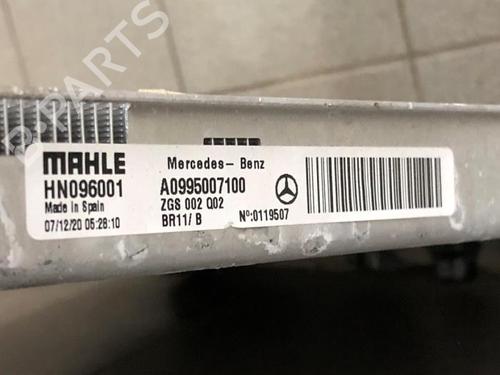 MAHLE
HN096001
Made in Spain
07/12/20 05:28:10
Mercedes-Benz
A0995007100
ZGS 002 Q02
BR11/ B
Nº:0119507
B-PARTS